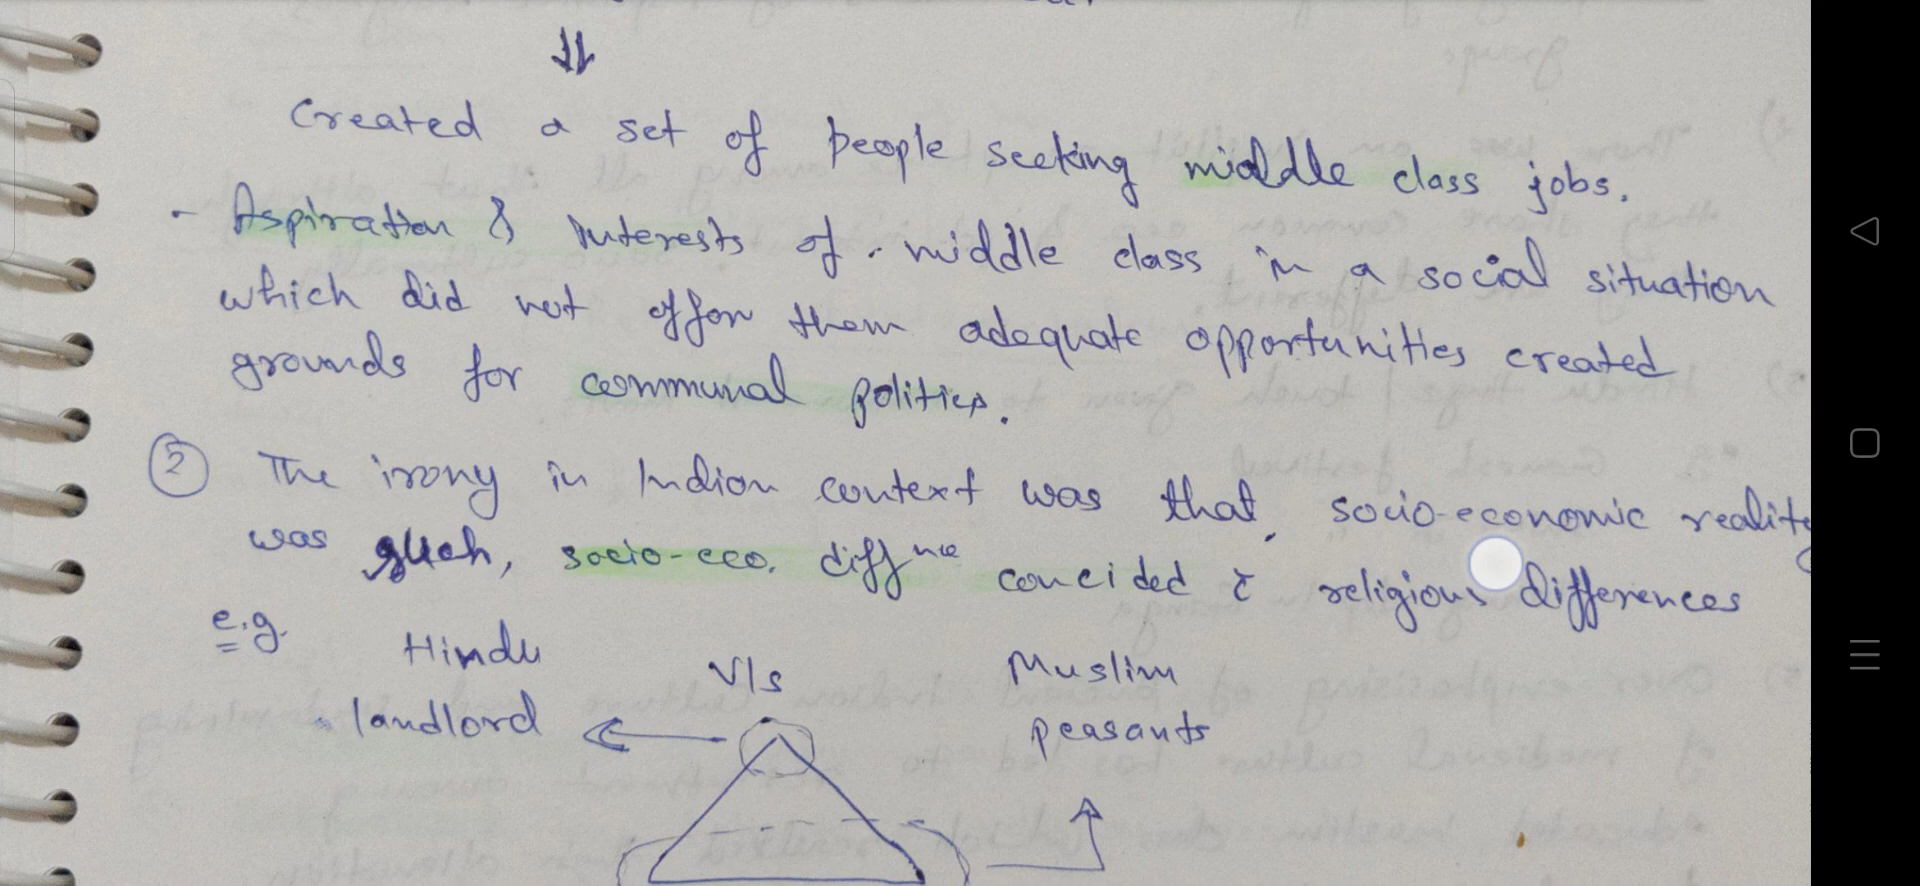 Created a set of people seeking middle class jobs.
- Aspiration & Interests of middle class in a social situation
which did not offer them adequate opportunities created
grounds for communal politics.
② The irony in Indian context was that, socio-economic reality
was such, socio-eco. diffnce concided c̄ religious differences
e.g. Hindu V/s Muslim
landlord peasants